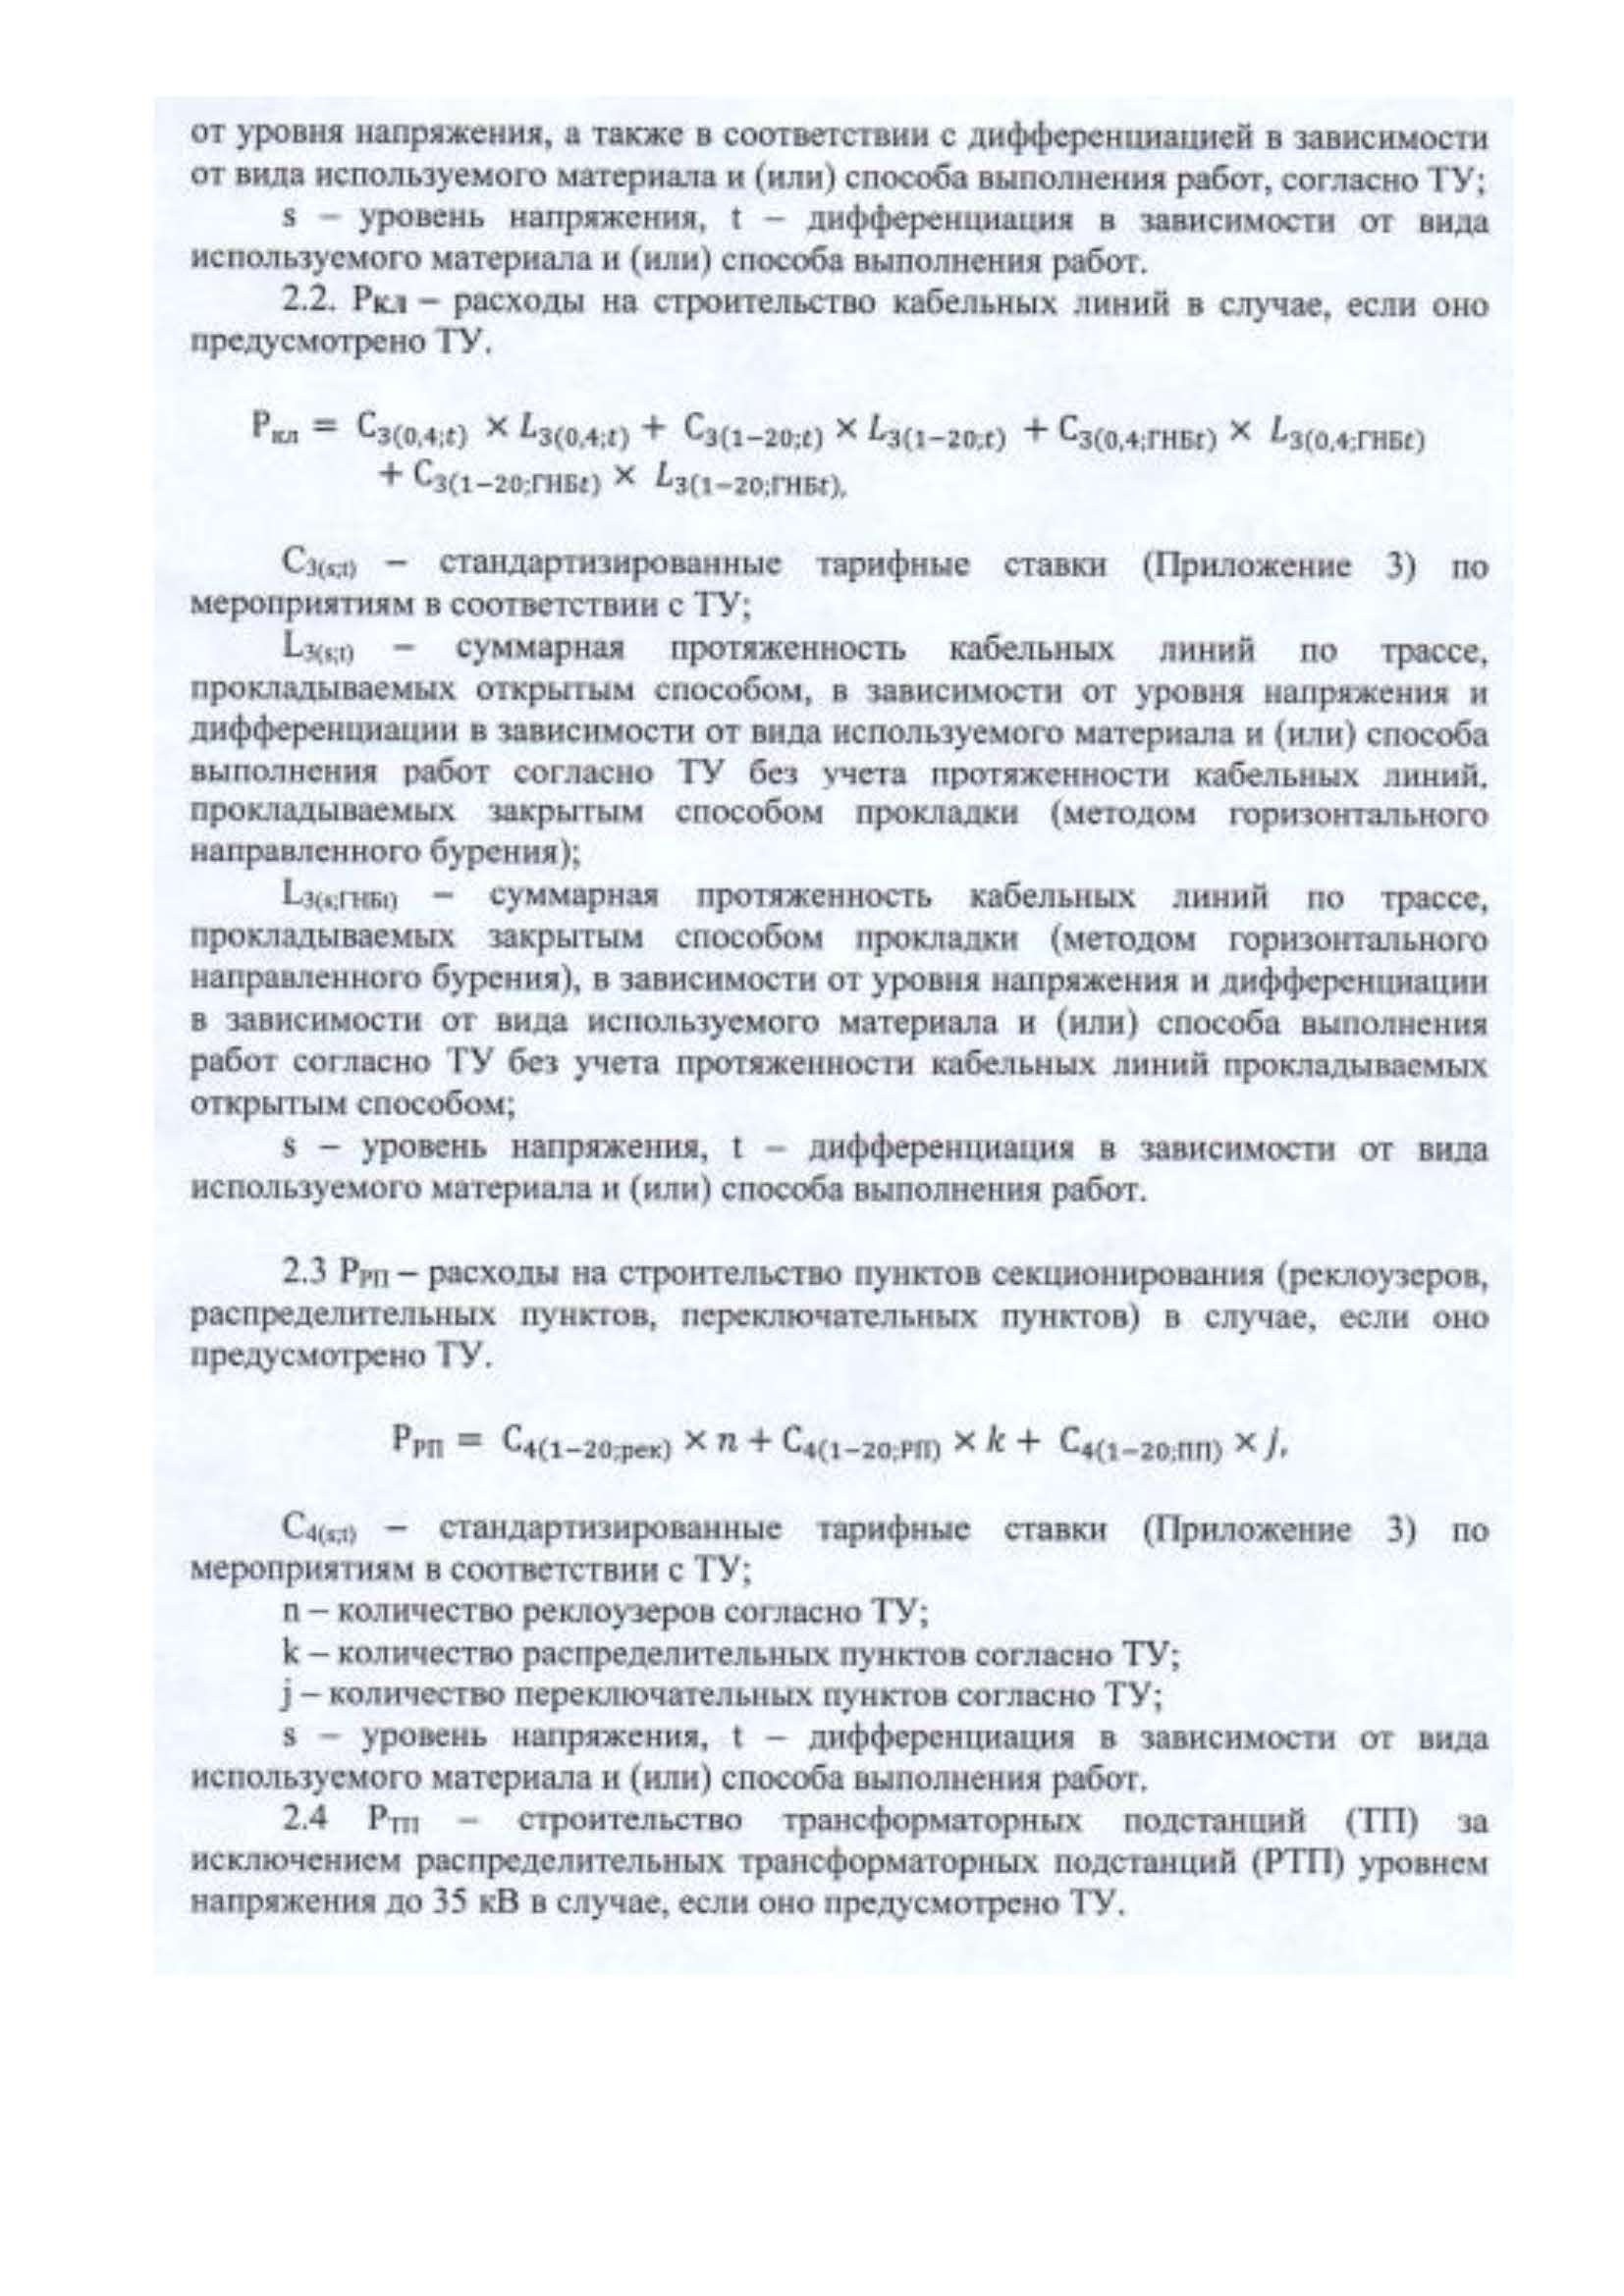 от уровня напряжения, а также в соответствии с дифференциацией в зависимости
от вида используемого материала и (или) способа выполнения работ, согласно ТУ;
s – уровень напряжения, t – дифференциация в зависимости от вида
используемого материала и (или) способа выполнения работ.
2.2. Ркл – расходы на строительство кабельных линий в случае, если оно
предусмотрено ТУ.
Ркл = С3(0,4;t) × L3(0,4;t) + С3(1−20;t) × L3(1−20;t) + С3(0,4;ГНБt) × L3(0,4;ГНБt)
+ С3(1−20;ГНБt) × L3(1−20;ГНБt),
С3(s;t) – стандартизированные тарифные ставки (Приложение 3) по
мероприятиям в соответствии с ТУ;
L3(s;t) – суммарная протяженность кабельных линий по трассе,
прокладываемых открытым способом, в зависимости от уровня напряжения и
дифференциации в зависимости от вида используемого материала и (или) способа
выполнения работ согласно ТУ без учета протяженности кабельных линий,
прокладываемых закрытым способом прокладки (методом горизонтального
направленного бурения);
L3(s;ГНБt) – суммарная протяженность кабельных линий по трассе,
прокладываемых закрытым способом прокладки (методом горизонтального
направленного бурения), в зависимости от уровня напряжения и дифференциации
в зависимости от вида используемого материала и (или) способа выполнения
работ согласно ТУ без учета протяженности кабельных линий прокладываемых
открытым способом;
s – уровень напряжения, t – дифференциация в зависимости от вида
используемого материала и (или) способа выполнения работ.
2.3 РРП – расходы на строительство пунктов секционирования (реклоузеров,
распределительных пунктов, переключательных пунктов) в случае, если оно
предусмотрено ТУ.
РРП = С4(1−20;рек) × n + С4(1−20;РП) × k + С4(1−20;ПП) × j,
С4(s;t) – стандартизированные тарифные ставки (Приложение 3) по
мероприятиям в соответствии с ТУ;
n – количество реклоузеров согласно ТУ;
k – количество распределительных пунктов согласно ТУ;
j – количество переключательных пунктов согласно ТУ;
s – уровень напряжения, t – дифференциация в зависимости от вида
используемого материала и (или) способа выполнения работ.
2.4 РТП – строительство трансформаторных подстанций (ТП) за
исключением распределительных трансформаторных подстанций (РТП) уровнем
напряжения до 35 кВ в случае, если оно предусмотрено ТУ.